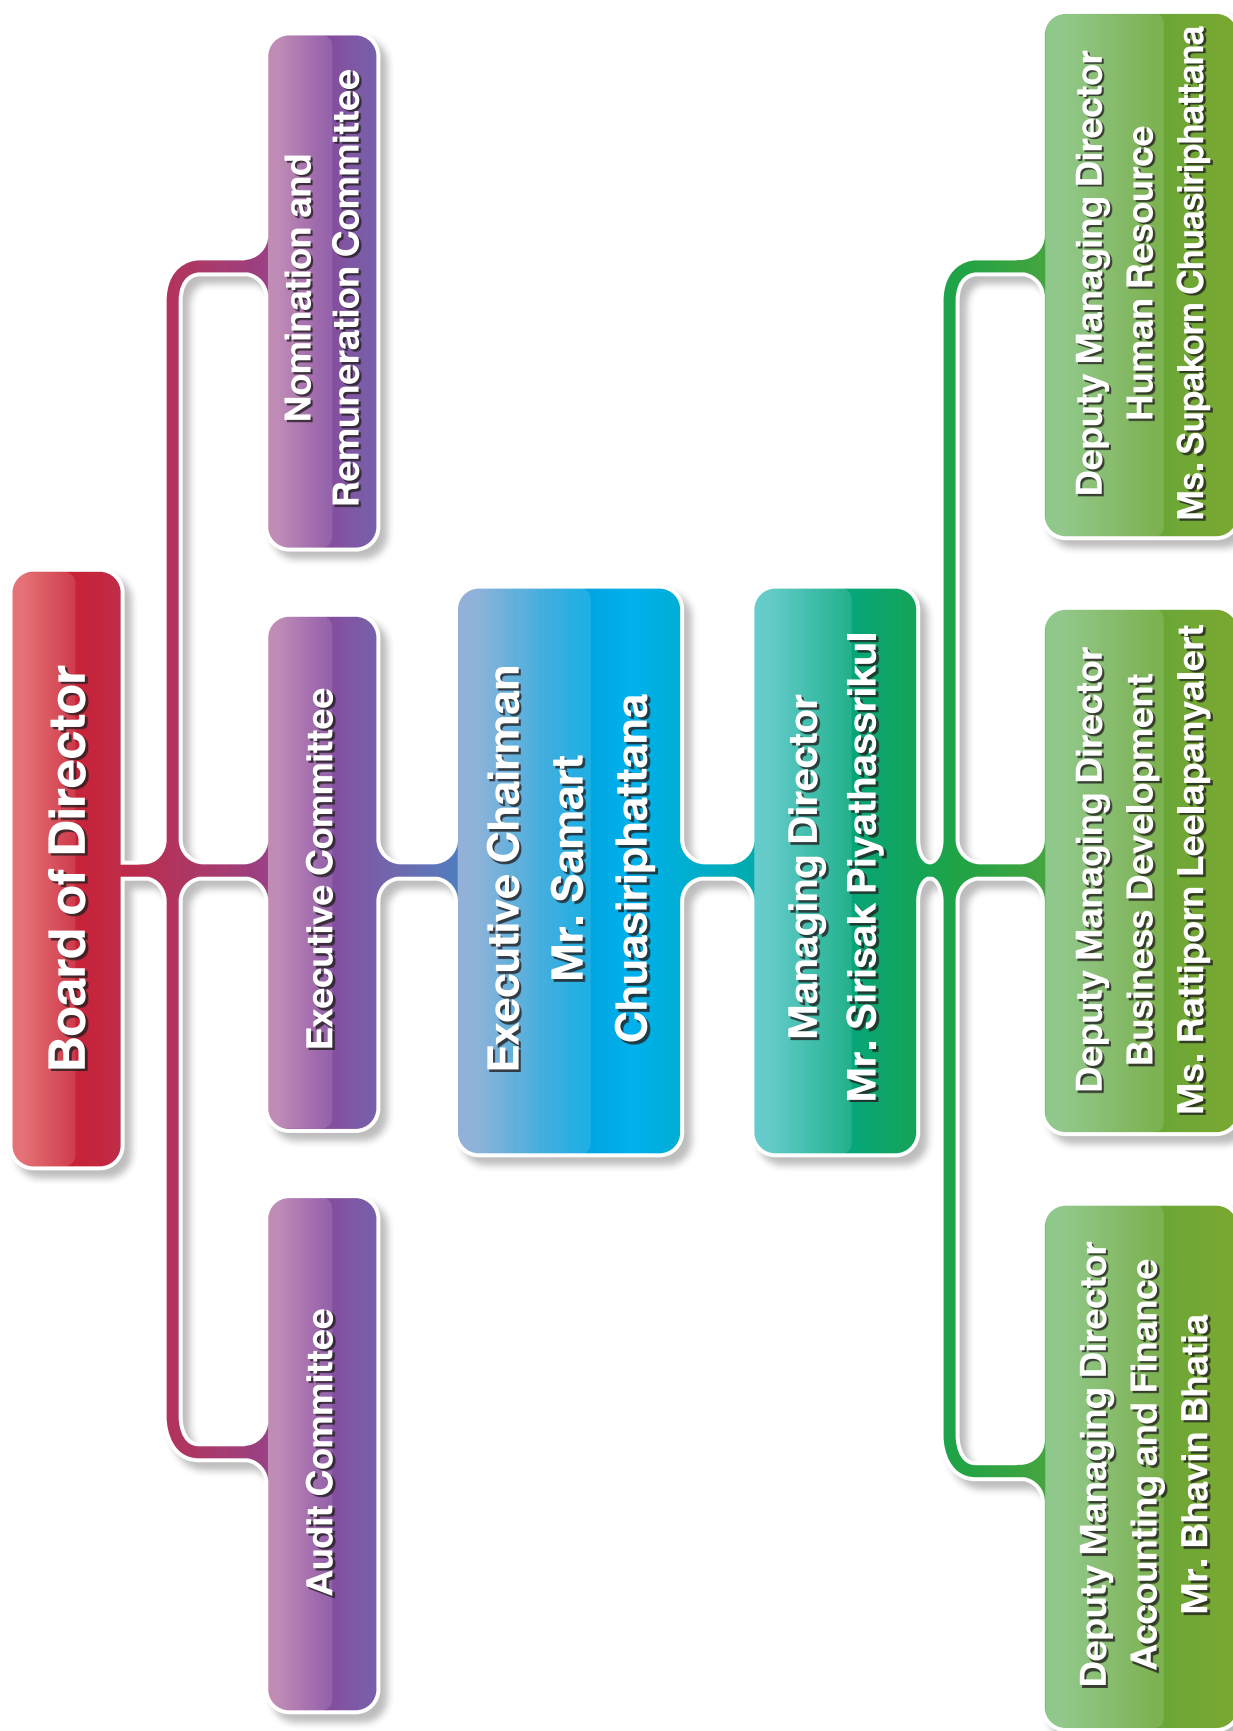 Board of Director
Audit Committee
Executive Committee
Nomination and
Remuneration Committee
Executive Chairman
Mr. Samart
Chuasiriphattana
Managing Director
Mr. Sirisak Piyathassrikul
Deputy Managing Director
Accounting and Finance
Mr. Bhavin Bhatia
Deputy Managing Director
Business Development
Ms. Rattiporn Leelapanyalert
Deputy Managing Director
Human Resource
Ms. Supakorn Chuasiriphattana